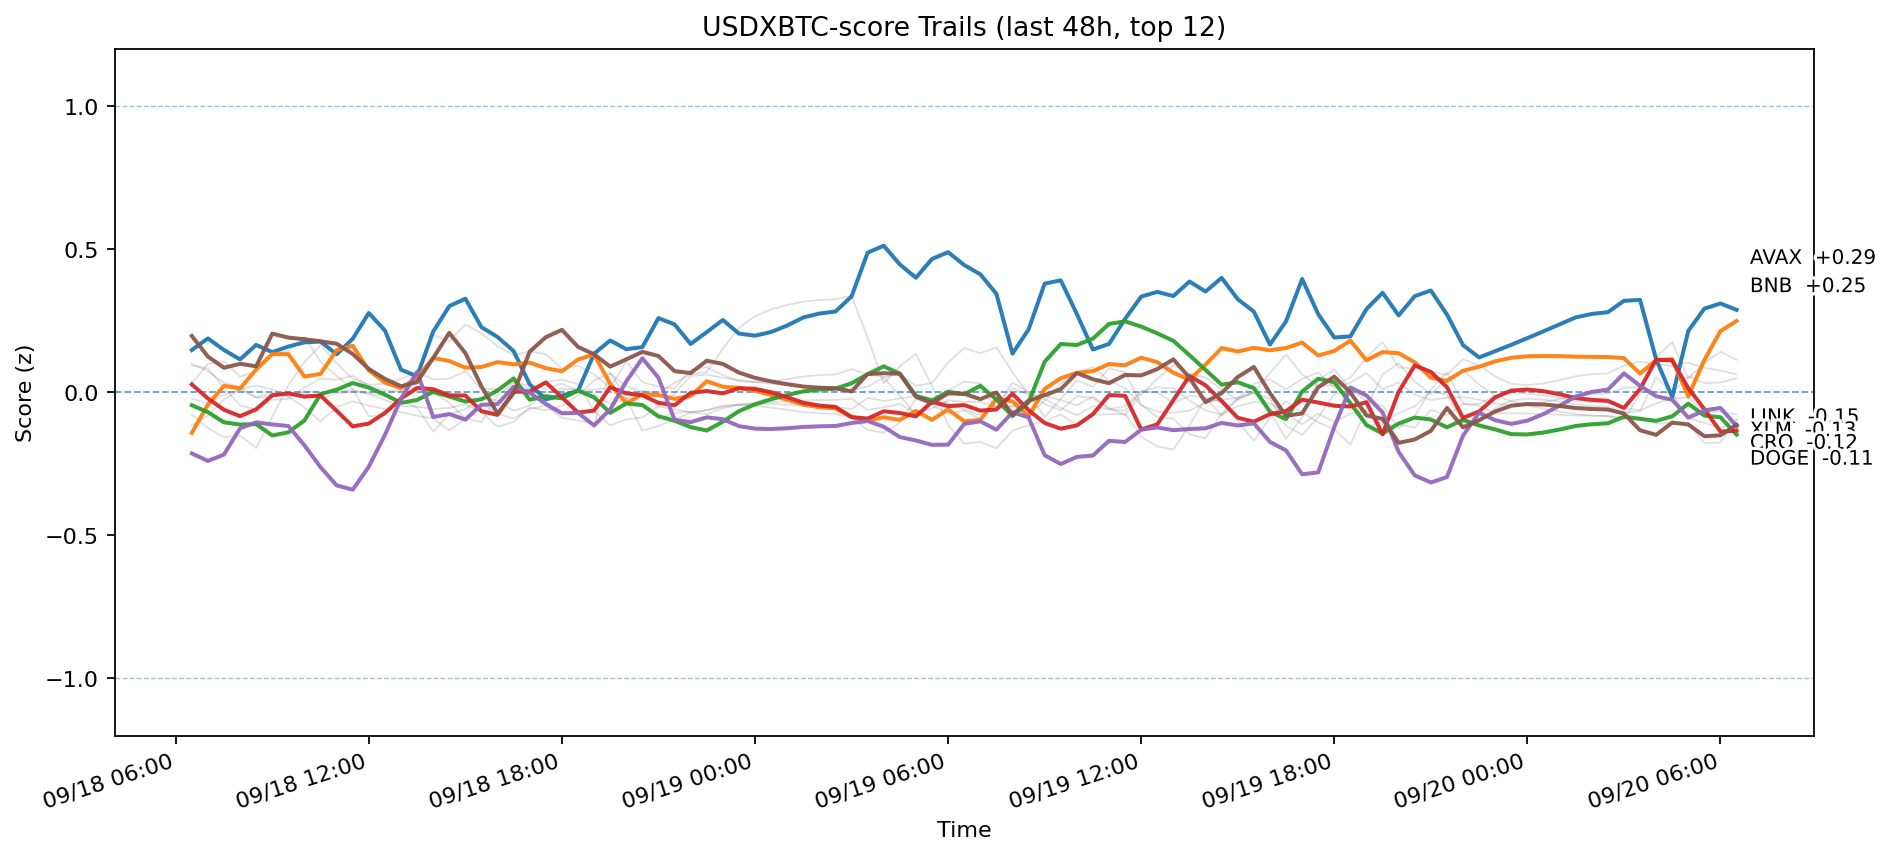 USDXBTC-score Trails (last 48h, top 12)
Score (z)
1.0
0.5
0.0
−0.5
−1.0
AVAX +0.29
BNB +0.25
LINK -0.15
XLM -0.13
CRO -0.12
DOGE -0.11
09/18 06:00
09/18 12:00
09/18 18:00
09/19 00:00
09/19 06:00
09/19 12:00
09/19 18:00
09/20 00:00
09/20 06:00
Time